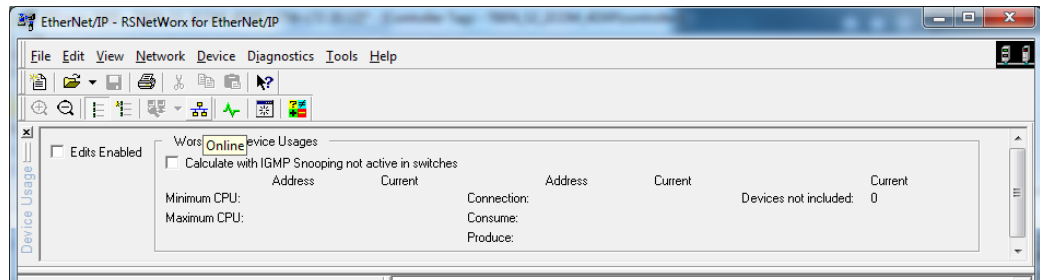 EtherNet/IP - RSNetWorx for EtherNet/IP
File Edit View Network Device Diagnostics Tools Help
Edits Enabled
Device Usages
Online
Calculate with IGMP Snooping not active in switches
Address Current Address Current Current
Minimum CPU: Connection: Devices not included: 0
Maximum CPU: Consume:
Produce:
Device Usage